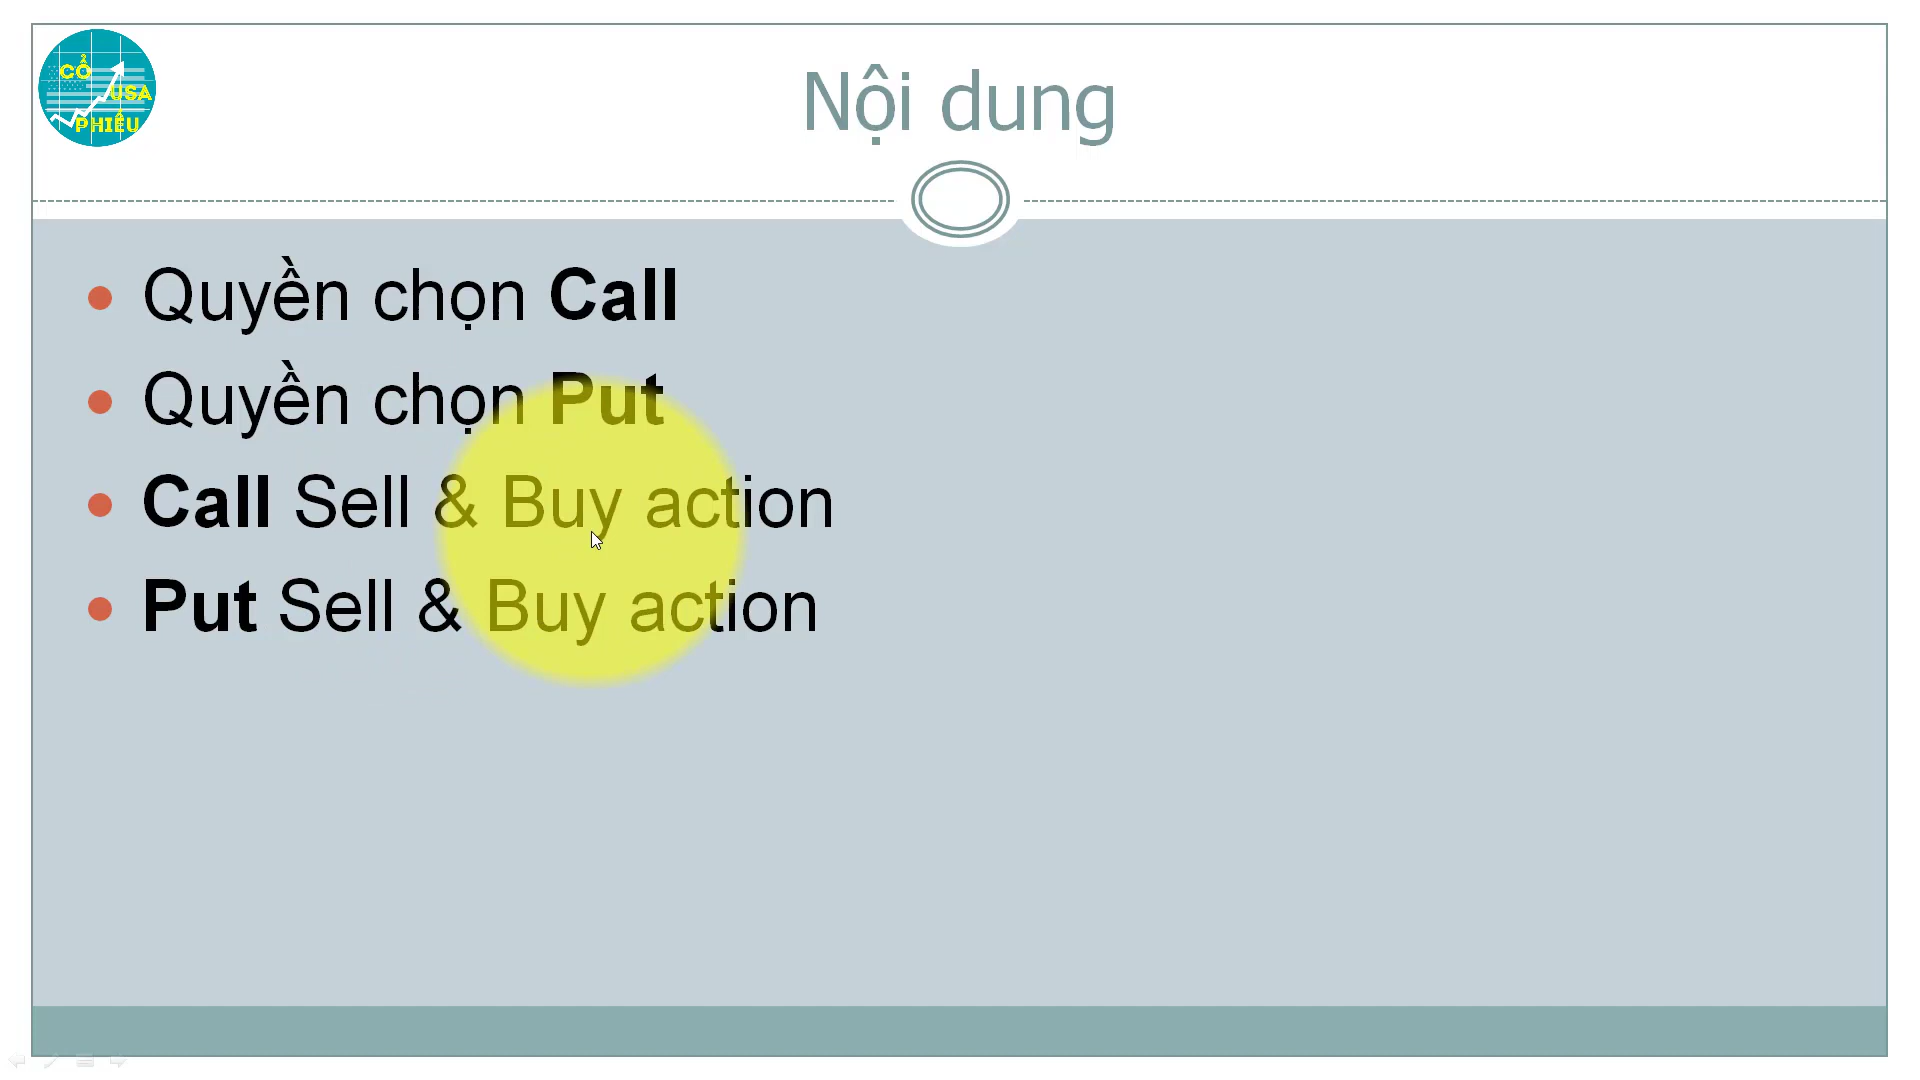 CỔ
USA
PHIẾU
Nội dung
Quyền chọn Call
Quyền chọn Put
Call Sell & Buy action
Put Sell & Buy action